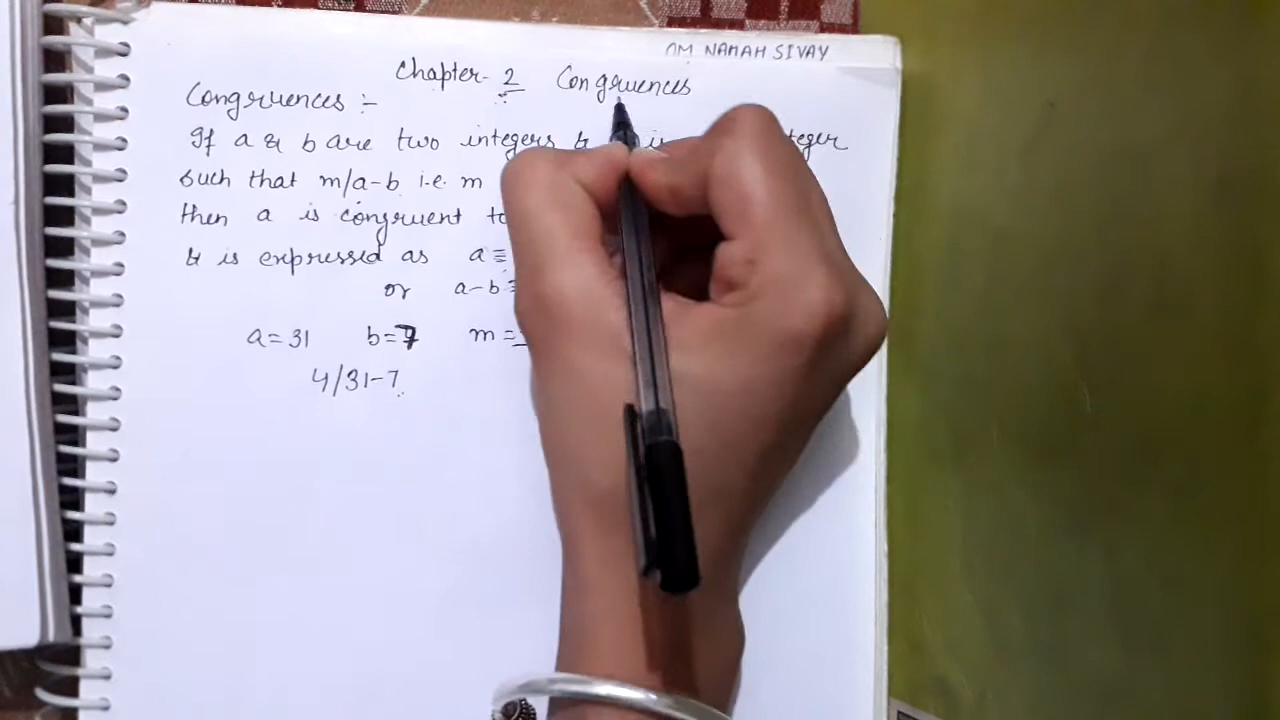 OM NAMAH SIVAY
Chapter-2 Congruences
Congruences :-
If a & b are two integers &
such that m/a-b i.e. m
then a is congruent to
& is expressed as a≡
or a-b≡
a=31 b=7 m=
4/31-7